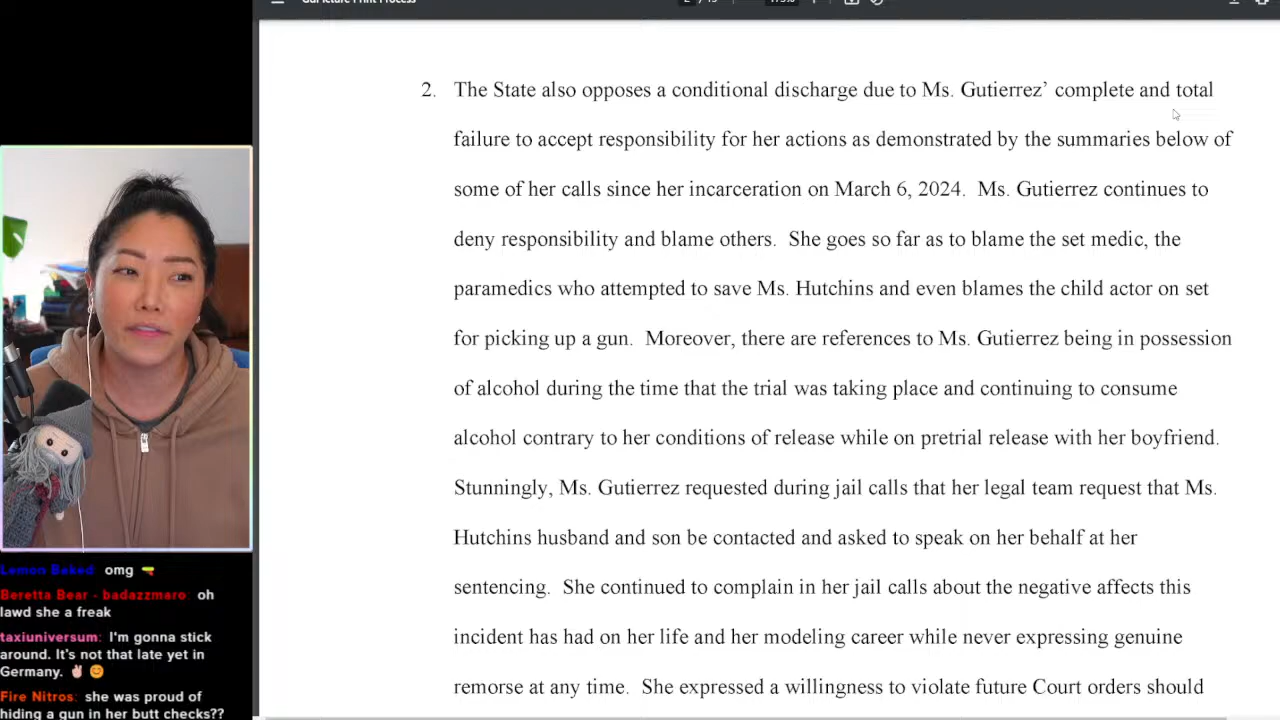 2. The State also opposes a conditional discharge due to Ms. Gutierrez' complete and total
failure to accept responsibility for her actions as demonstrated by the summaries below of
some of her calls since her incarceration on March 6, 2024. Ms. Gutierrez continues to
deny responsibility and blame others. She goes so far as to blame the set medic, the
paramedics who attempted to save Ms. Hutchins and even blames the child actor on set
for picking up a gun. Moreover, there are references to Ms. Gutierrez being in possession
of alcohol during the time that the trial was taking place and continuing to consume
alcohol contrary to her conditions of release while on pretrial release with her boyfriend.
Stunningly, Ms. Gutierrez requested during jail calls that her legal team request that Ms.
Hutchins husband and son be contacted and asked to speak on her behalf at her
sentencing. She continued to complain in her jail calls about the negative affects this
incident has had on her life and her modeling career while never expressing genuine
remorse at any time. She expressed a willingness to violate future Court orders should
Lemon Baked: omg
Beretta Bear - badazzmaro: oh
lawd she a freak
taxiuniversum: I'm gonna stick
around. It's not that late yet in
Germany. ✌🏻 😊
Fire Nitros: she was proud of
hiding a gun in her butt checks??